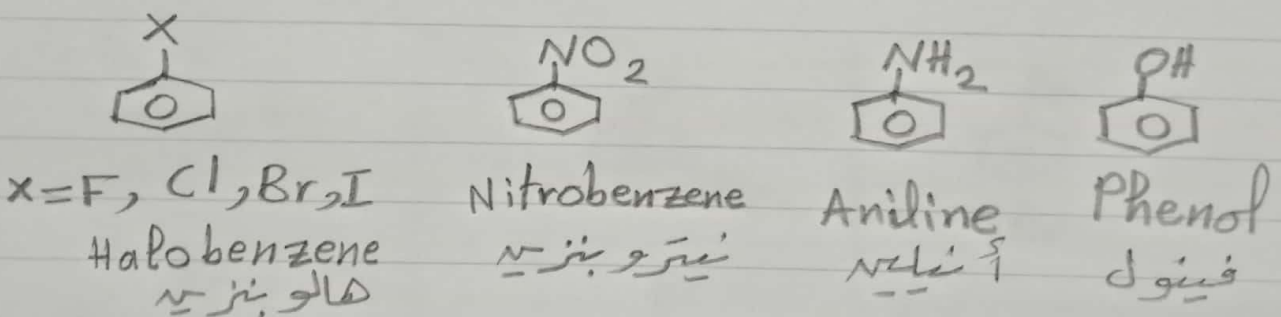 X
NO2
NH2
OH
X=F, Cl, Br, I
Nitrobenzene
Aniline
Phenol
Halobenzene
نيترو بنزين
أنيلين
فينول
هالو بنزين